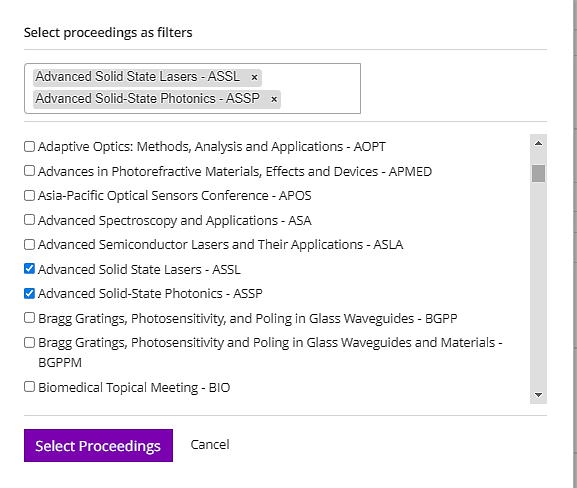 Select proceedings as filters
Advanced Solid State Lasers - ASSL ×
Advanced Solid-State Photonics - ASSP ×
Adaptive Optics: Methods, Analysis and Applications - AOPT
Advances in Photorefractive Materials, Effects and Devices - APMED
Asia-Pacific Optical Sensors Conference - APOS
Advanced Spectroscopy and Applications - ASA
Advanced Semiconductor Lasers and Their Applications - ASLA
Advanced Solid State Lasers - ASSL
Advanced Solid-State Photonics - ASSP
Bragg Gratings, Photosensitivity, and Poling in Glass Waveguides - BGPP
Bragg Gratings, Photosensitivity and Poling in Glass Waveguides and Materials -
BGPPM
Biomedical Topical Meeting - BIO
Select Proceedings Cancel